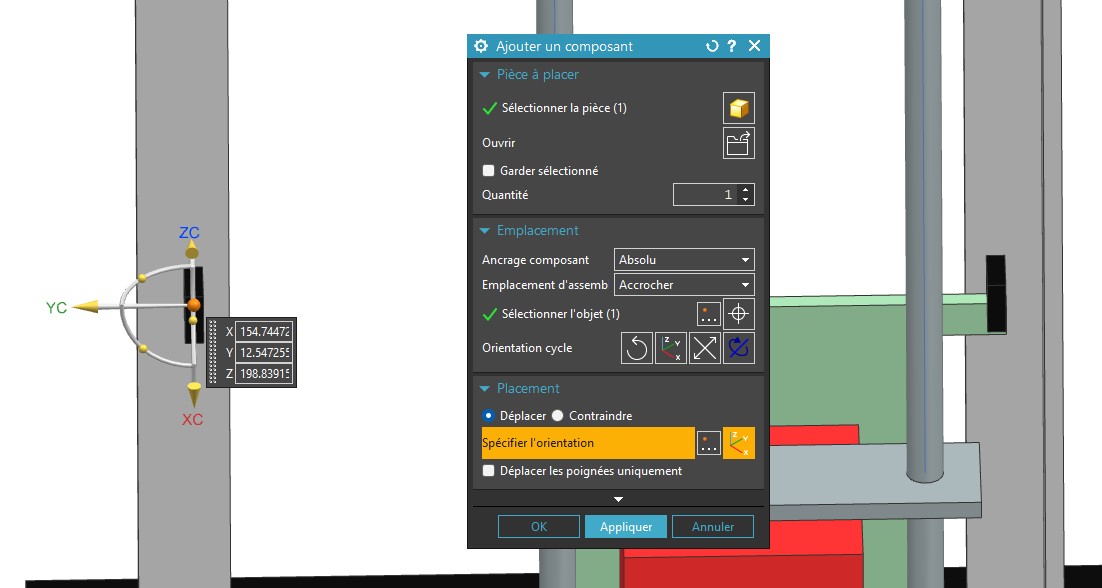 Ajouter un composant ?
Pièce à placer
Sélectionner la pièce (1)
Ouvrir
Garder sélectionné
Quantité 1
Emplacement
Ancrage composant Absolu
Emplacement d'assemb Accrocher
Sélectionner l'objet (1)
Orientation cycle
Placement
Déplacer Contraindre
Spécifier l'orientation
Déplacer les poignées uniquement
OK Appliquer Annuler
ZC
YC
X 154.74472
Y 12.547255
Z 198.83915
XC